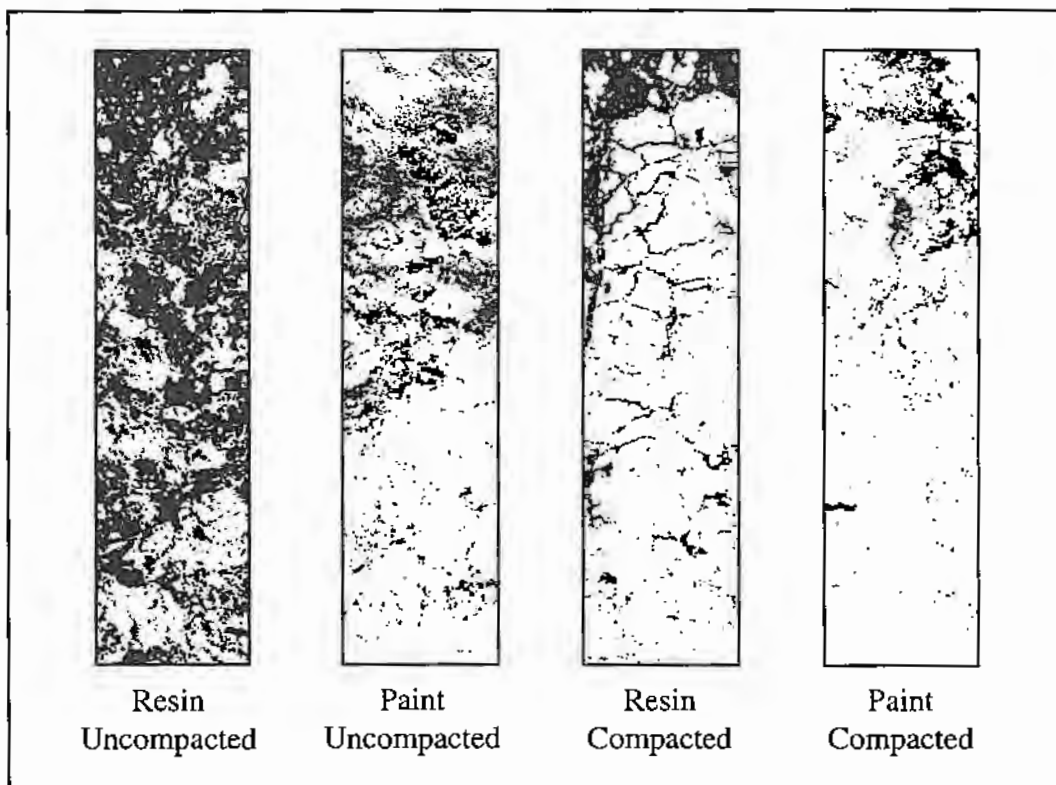 Resin
Uncompacted
Paint
Uncompacted
Resin
Compacted
Paint
Compacted